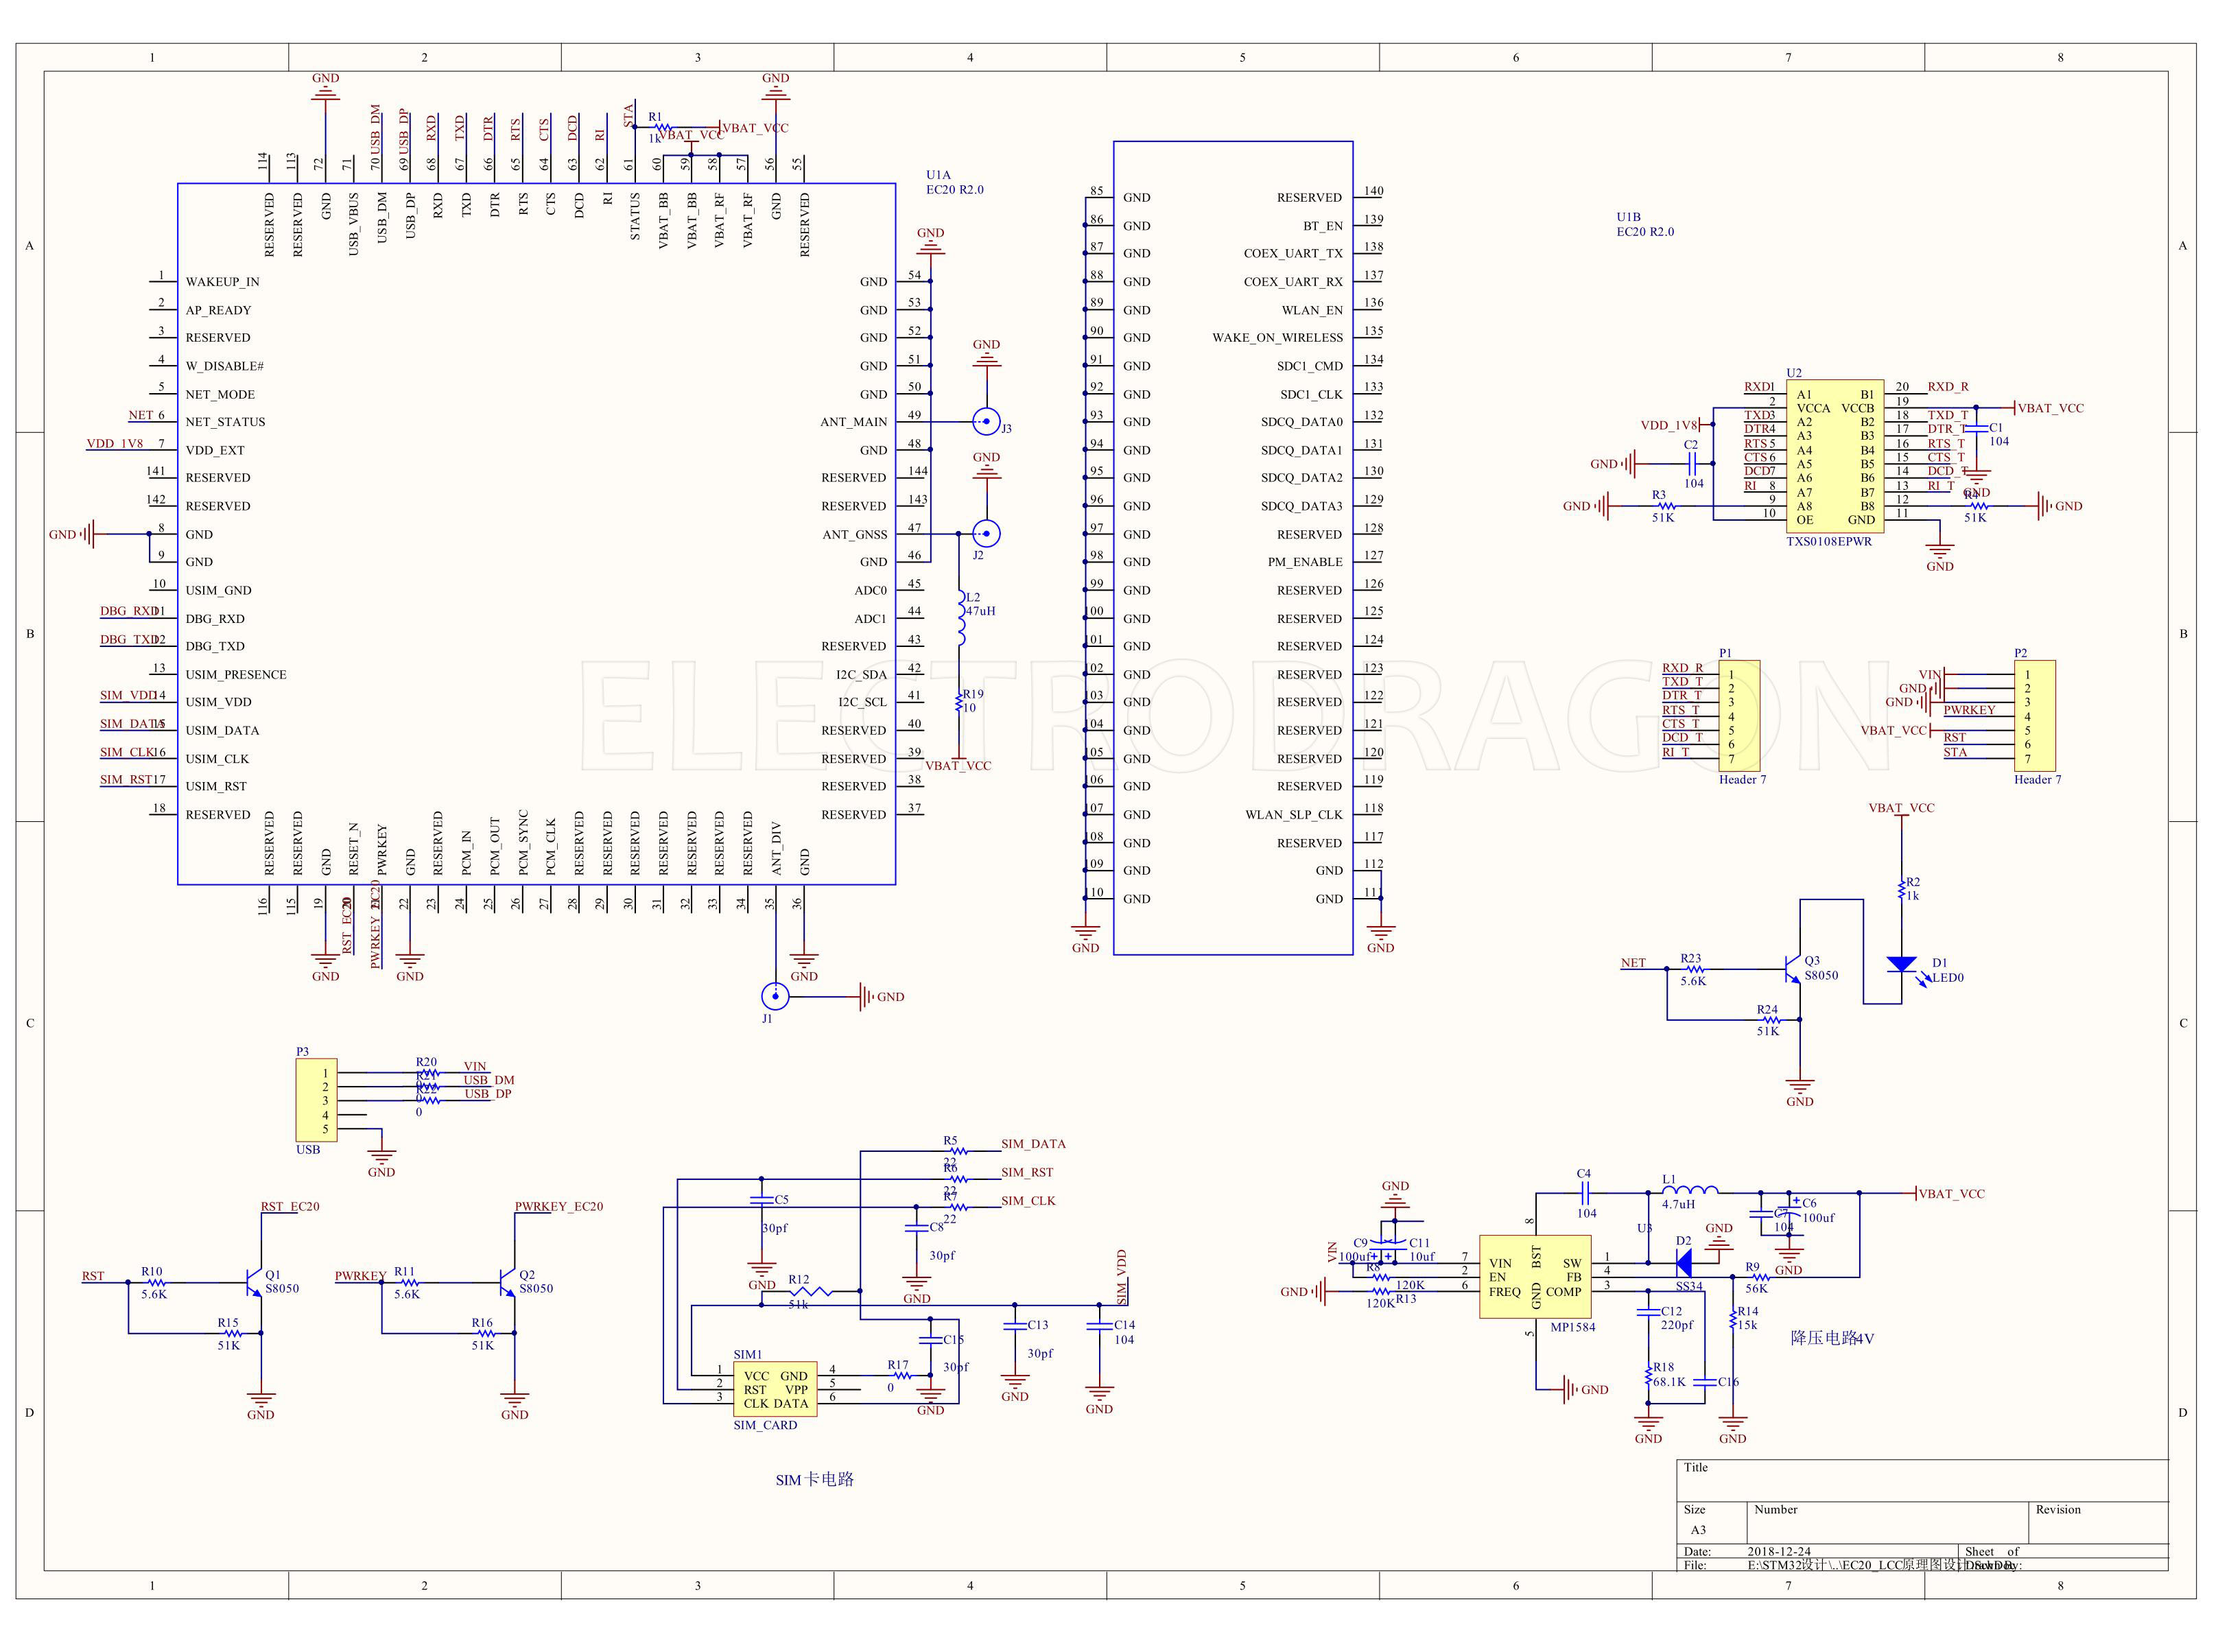 1 2 3 4 5 6 7 8
A
B
C
D
A
B
C
D
GND
GND
USB_DM
USB_DP
RXD
TXD
DTR
RTS
CTS
DCD
RI
STA
R1
1k
VBAT_VCC
VBAT_VCC
114 113 72 71 70 69 68 67 66 65 64 63 62 61 60 59 58 57 56 55
RESERVED RESERVED GND USB_VBUS USB_DM USB_DP RXD TXD DTR RTS CTS DCD RI STATUS VBAT_BB VBAT_BB VBAT_RF VBAT_RF GND RESERVED
U1A
EC20 R2.0
1 WAKEUP_IN
2 AP_READY
3 RESERVED
4 W_DISABLE#
5 NET_MODE
NET 6 NET_STATUS
VDD_1V8 7 VDD_EXT
141 RESERVED
142 RESERVED
GND 8 GND
9 GND
10 USIM_GND
DBG_RXD 11 DBG_RXD
DBG_TXD 12 DBG_TXD
13 USIM_PRESENCE
SIM_VDD 14 USIM_VDD
SIM_DATA 15 USIM_DATA
SIM_CLK 16 USIM_CLK
SIM_RST 17 USIM_RST
18 RESERVED
GND
GND 54
GND 53
GND 52
GND 51
GND 50
ANT_MAIN 49
GND 48
RESERVED 144
RESERVED 143
ANT_GNSS 47
GND 46
ADC0 45
ADC1 44
RESERVED 43
I2C_SDA 42
I2C_SCL 41
RESERVED 40
RESERVED 39
RESERVED 38
RESERVED 37
GND
J3
GND
J2
L2
47uH
R19
10
VBAT_VCC
RESERVED RESERVED GND RESET_N PWRKEY GND RESERVED PCM_IN PCM_OUT PCM_SYNC PCM_CLK RESERVED RESERVED RESERVED RESERVED RESERVED RESERVED RESERVED ANT_DIV GND
116 115 19 20 21 22 23 24 25 26 27 28 29 30 31 32 33 34 35 36
RST_EC20
PWRKEY_EC20
GND
GND
GND
J1
GND
U1B
EC20 R2.0
85 GND RESERVED 140
86 GND BT_EN 139
87 GND COEX_UART_TX 138
88 GND COEX_UART_RX 137
89 GND WLAN_EN 136
90 GND WAKE_ON_WIRELESS 135
91 GND SDC1_CMD 134
92 GND SDC1_CLK 133
93 GND SDCQ_DATA0 132
94 GND SDCQ_DATA1 131
95 GND SDCQ_DATA2 130
96 GND SDCQ_DATA3 129
97 GND RESERVED 128
98 GND PM_ENABLE 127
99 GND RESERVED 126
100 GND RESERVED 125
101 GND RESERVED 124
102 GND RESERVED 123
103 GND RESERVED 122
104 GND RESERVED 121
105 GND RESERVED 120
106 GND RESERVED 119
107 GND WLAN_SLP_CLK 118
108 GND RESERVED 117
109 GND GND 112
110 GND GND 111
GND
GND
ELECTRODRAGON
U2
RXD 1 A1 B1 20 RXD_R
2 VCCA VCCB 19 VBAT_VCC
TXD 3 A2 B2 18 TXD_T
DTR 4 A3 B3 17 DTR_T
RTS 5 A4 B4 16 RTS_T
CTS 6 A5 B5 15 CTS_T
DCD 7 A6 B6 14 DCD_T
RI 8 A7 B7 13 RI_T
9 A8 B8 12
10 OE GND 11
TXS0108EPWR
VDD_1V8
C2
104
GND
GND
R3
51K
C1
104
GND
R4
51K
GND
GND
P1
RXD_R 1
TXD_T 2
DTR_T 3
RTS_T 4
CTS_T 5
DCD_T 6
RI_T 7
Header 7
P2
VIN 1
GND 2
GND 3
PWRKEY 4
VBAT_VCC 5
RST 6
STA 7
Header 7
VBAT_VCC
R2
1k
D1
LED0
NET
R23
5.6K
Q3
S8050
R24
51K
GND
P3
1
2
3
4
5
USB
R20
VIN
R21
0
USB_DM
R22
0
USB_DP
0
GND
RST_EC20
RST
R10
5.6K
Q1
S8050
R15
51K
GND
PWRKEY_EC20
PWRKEY
R11
5.6K
Q2
S8050
R16
51K
GND
R5
22
SIM_DATA
R6
22
SIM_RST
R7
22
SIM_CLK
C5
30pf
GND
C8
30pf
GND
R12
51k
SIM_VDD
C15
30pf
C13
30pf
C14
104
SIM1
1 VCC GND 4
2 RST VPP 5
3 CLK DATA 6
SIM_CARD
R17
0
GND
GND
GND
SIM卡电路
GND
VIN
C9
100uf
C11
10uf
R8
120K
GND
120K
R13
7 VIN
2 EN
6 FREQ
8 BST
GND 5
SW 1
FB 4
COMP 3
U3
MP1584
GND
C4
104
L1
4.7uH
D2
SS34
GND
C7
104
C6
100uf
GND
VBAT_VCC
R9
56K
C12
220pf
R14
15k
R18
68.1K
C16
GND
GND
降压电路4V
Title
Size
A3
Number
Revision
Date: 2018-12-24
Sheet of
File: E:\STM32设计\..\EC20_LCC原理图设计.SchDoc
Drawn By:
1 2 3 4 5 6 7 8